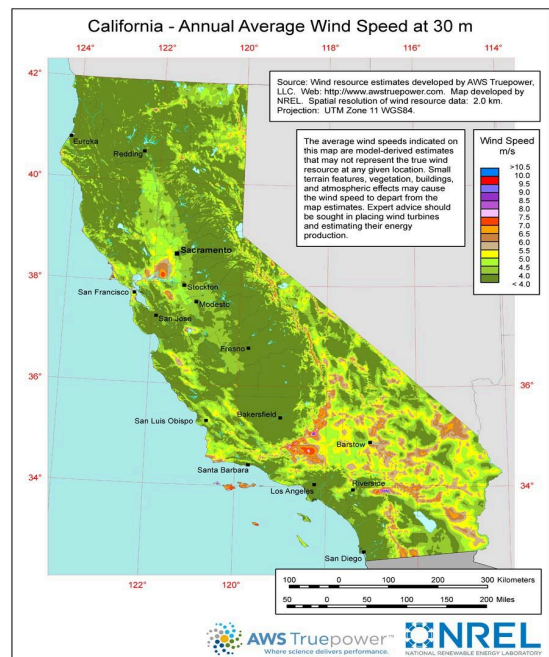 California - Annual Average Wind Speed at 30 m
124° 122° 120° 118° 116° 114°
42°
Source: Wind resource estimates developed by AWS Truepower,
LLC. Web: http://www.awstruepower.com. Map developed by
NREL. Spatial resolution of wind resource data: 2.0 km.
Projection: UTM Zone 11 WGS84.
The average wind speeds indicated on
this map are model-derived estimates
that may not represent the true wind
resource at any given location. Small
terrain features, vegetation, buildings,
and atmospheric effects may cause
the wind speed to depart from the
map estimates. Expert advice should
be sought in placing wind turbines
and estimating their energy
production.
Wind Speed
m/s
>10.5
10.0
9.5
9.0
8.5
8.0
7.5
7.0
6.5
6.0
5.5
5.0
4.5
4.0
< 4.0
Eureka
Redding
40° 40°
Sacramento
38° 38°
Stockton
San Francisco
Modesto
San Jose
Fresno
36° 36°
Bakersfield
San Luis Obispo
Barstow
Santa Barbara
34° 34°
Riverside
Los Angeles
San Diego
122° 120°
100 0 100 200 300 Kilometers
50 0 50 100 150 200 Miles
AWS Truepower™
Where science delivers performance.
NREL
NATIONAL RENEWABLE ENERGY LABORATORY